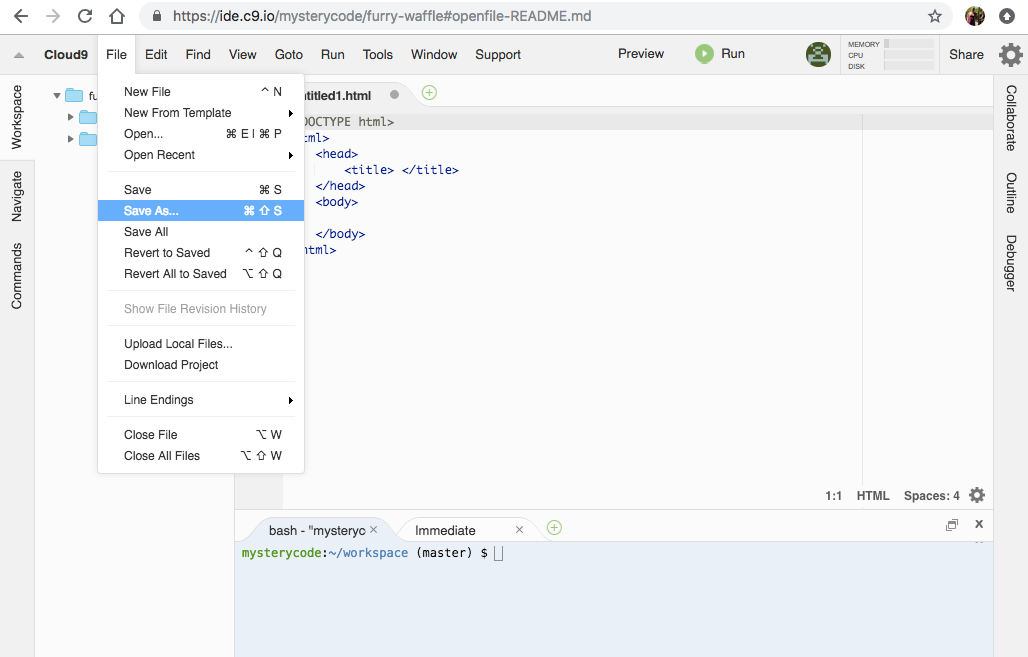 https://ide.c9.io/mysterycode/furry-waffle#openfile-README.md
Cloud9 File Edit Find View Goto Run Tools Window Support Preview Run MEMORY CPU DISK Share
Workspace
Navigate
Commands
fu
New File ^ N
New From Template
Open... ⌘ E | ⌘ P
Open Recent
Save ⌘ S
Save As... ⌘ ⇧ S
Save All
Revert to Saved ^ ⇧ Q
Revert All to Saved ⌥ ⇧ Q
Show File Revision History
Upload Local Files...
Download Project
Line Endings
Close File ⌥ W
Close All Files ⌥ ⇧ W
ntitled1.html
OCTYPE html>
tml>
<head>
<title> </title>
</head>
<body>
</body>
html>
1:1 HTML Spaces: 4
Collaborate
Outline
Debugger
bash - "mysteryc × Immediate ×
mysterycode:~/workspace (master) $